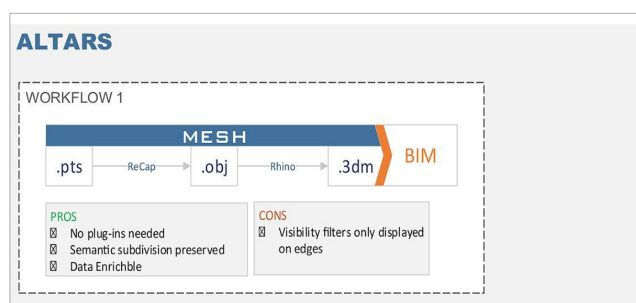 ALTARS
WORKFLOW 1
MESH
.pts ReCap .obj Rhino .3dm BIM
PROS
No plug-ins needed
Semantic subdivision preserved
Data Enrichble
CONS
Visibility filters only displayed
on edges